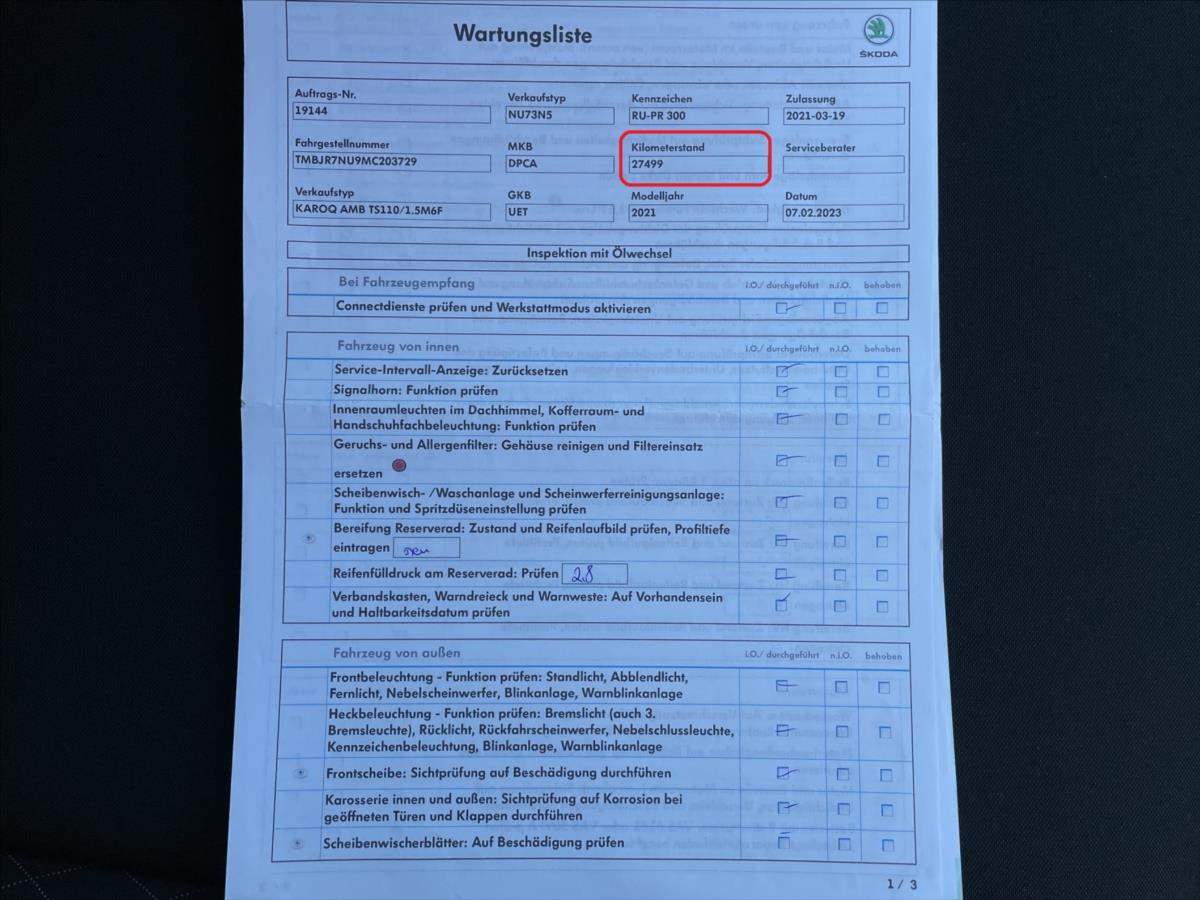 Wartungsliste
ŠKODA
Auftrags-Nr. Verkaufstyp Kennzeichen Zulassung
19144 NU73N5 RU-PR 300 2021-03-19
Fahrgestellnummer MKB Kilometerstand Serviceberater
TMBJR7NU9MC203729 DPCA 27499
Verkaufstyp GKB Modelljahr Datum
KAROQ AMB TS110/1.5M6F UET 2021 07.02.2023
Inspektion mit Ölwechsel
Bei Fahrzeugempfang i.O./ durchgeführt n.i.O. behoben
Connectdienste prüfen und Werkstattmodus aktivieren
Fahrzeug von innen i.O./ durchgeführt n.i.O. behoben
Service-Intervall-Anzeige: Zurücksetzen
Signalhorn: Funktion prüfen
Innenraumleuchten im Dachhimmel, Kofferraum- und
Handschuhfachbeleuchtung: Funktion prüfen
Geruchs- und Allergenfilter: Gehäuse reinigen und Filtereinsatz
ersetzen
Scheibenwisch- /Waschanlage und Scheinwerferreinigungsanlage:
Funktion und Spritzdüseneinstellung prüfen
Bereifung Reserverad: Zustand und Reifenlaufbild prüfen, Profiltiefe
eintragen
Reifenfülldruck am Reserverad: Prüfen 2.8
Verbandskasten, Warndreieck und Warnweste: Auf Vorhandensein
und Haltbarkeitsdatum prüfen
Fahrzeug von außen i.O./ durchgeführt n.i.O. behoben
Frontbeleuchtung - Funktion prüfen: Standlicht, Abblendlicht,
Fernlicht, Nebelscheinwerfer, Blinkanlage, Warnblinkanlage
Heckbeleuchtung - Funktion prüfen: Bremslicht (auch 3.
Bremsleuchte), Rücklicht, Rückfahrscheinwerfer, Nebelschlussleuchte,
Kennzeichenbeleuchtung, Blinkanlage, Warnblinkanlage
Frontscheibe: Sichtprüfung auf Beschädigung durchführen
Karosserie innen und außen: Sichtprüfung auf Korrosion bei
geöffneten Türen und Klappen durchführen
Scheibenwischerblätter: Auf Beschädigung prüfen
1 / 3